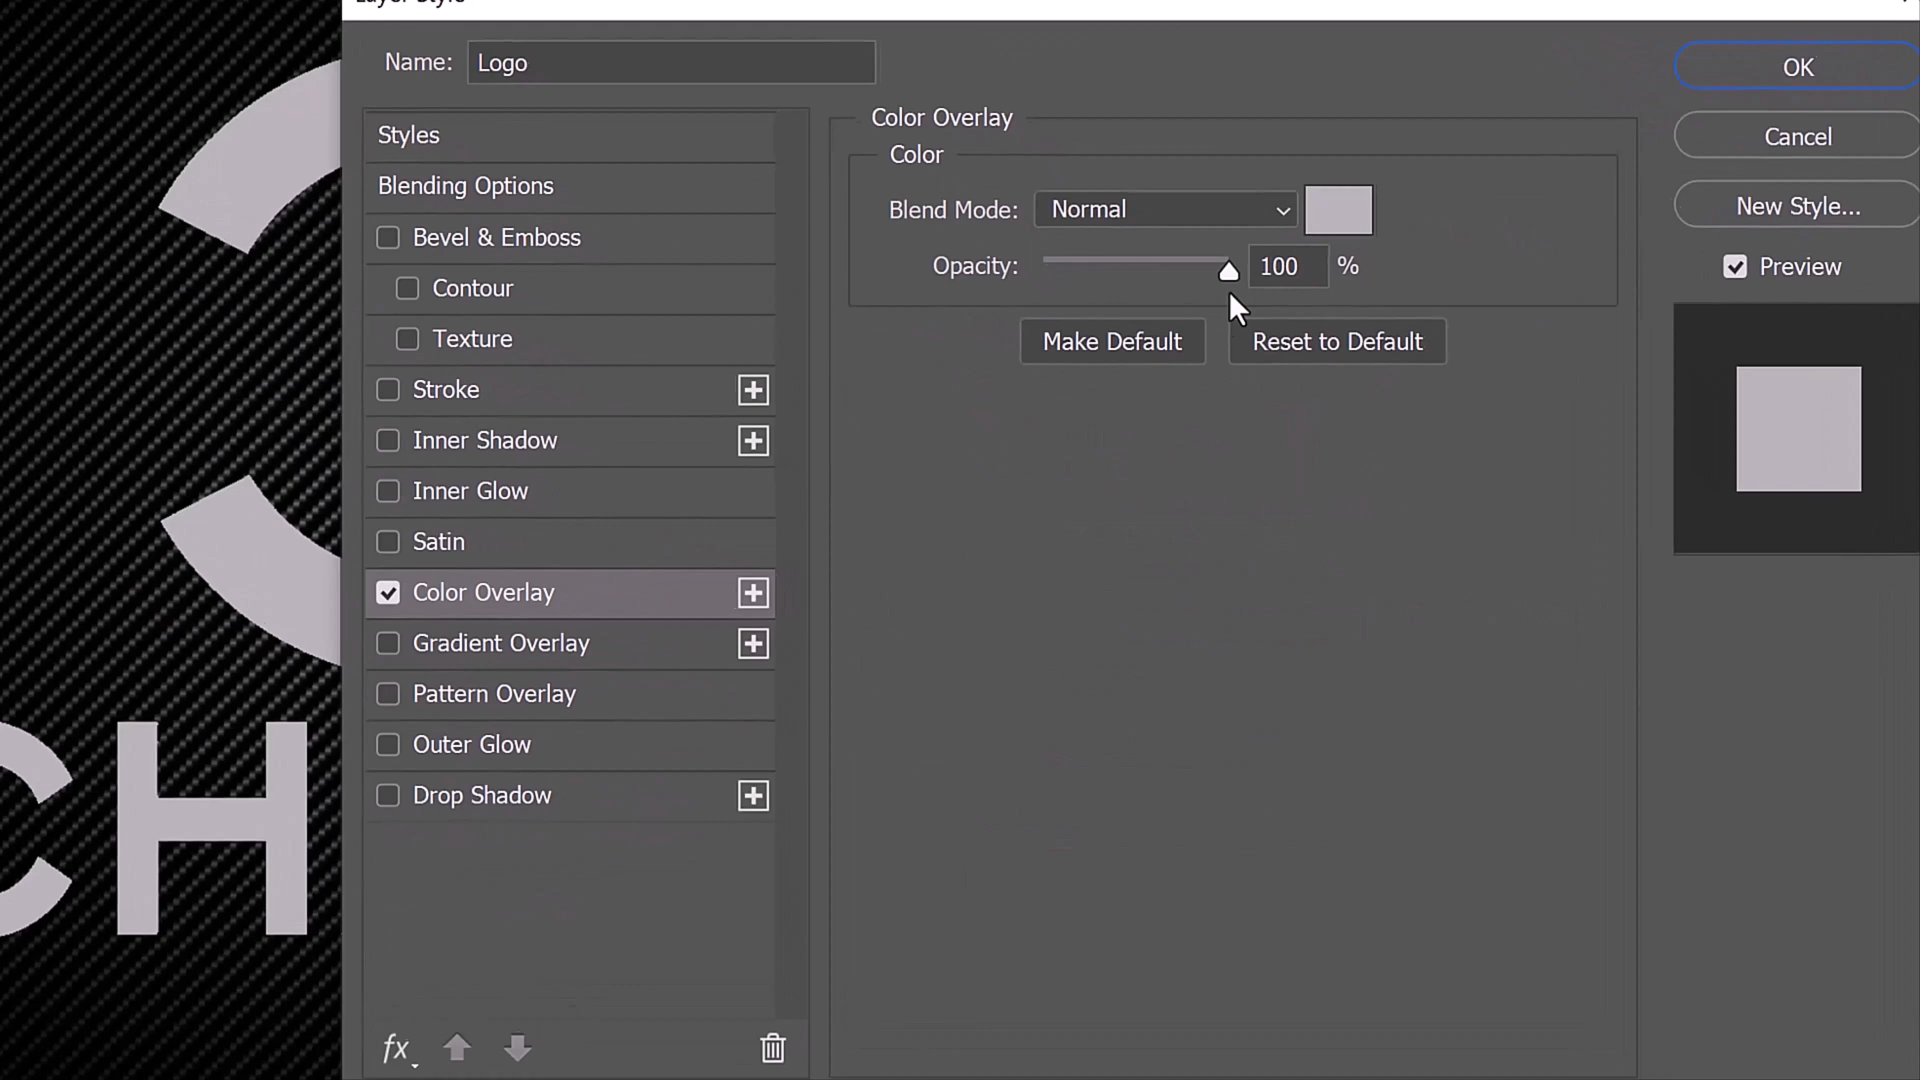 Layer Style
Name: Logo
OK
Cancel
New Style...
Preview
Styles
Blending Options
Bevel & Emboss
Contour
Texture
Stroke
Inner Shadow
Inner Glow
Satin
Color Overlay
Gradient Overlay
Pattern Overlay
Outer Glow
Drop Shadow
fx
Color Overlay
Color
Blend Mode: Normal
Opacity: 100 %
Make Default Reset to Default
CH